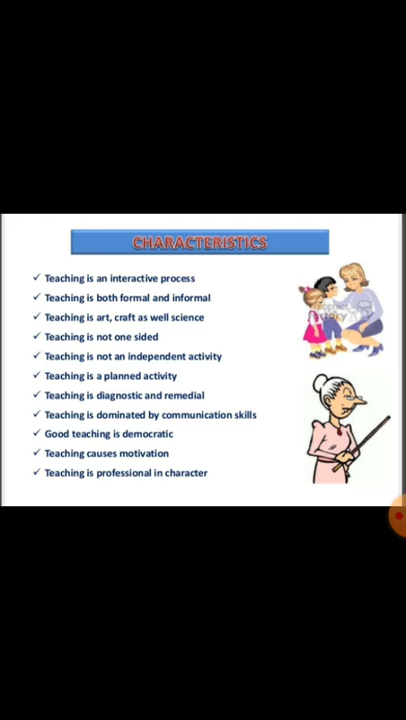 CHARACTERISTICS
✓ Teaching is an interactive process
✓ Teaching is both formal and informal
✓ Teaching is art, craft as well science
✓ Teaching is not one sided
✓ Teaching is not an independent activity
✓ Teaching is a planned activity
✓ Teaching is diagnostic and remedial
✓ Teaching is dominated by communication skills
✓ Good teaching is democratic
✓ Teaching causes motivation
✓ Teaching is professional in character